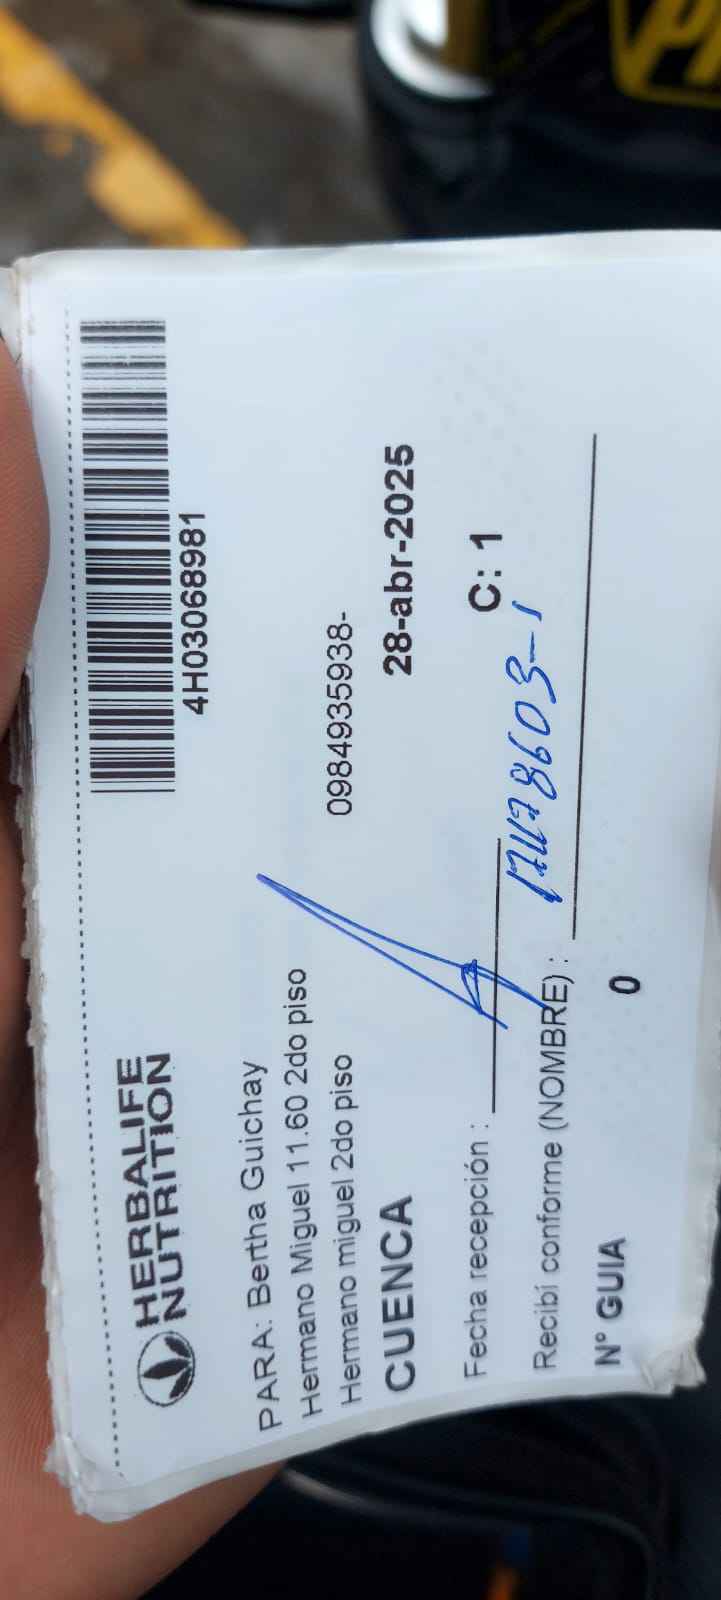 HERBALIFE
NUTRITION
4H03068981
PARA: Bertha Guichay
Hermano Miguel 11.60 2do piso
Hermano miguel 2do piso
0984935938-
CUENCA
28-abr-2025
Fecha recepción :
C: 1
Recibí conforme (NOMBRE) :
N° GUIA
0